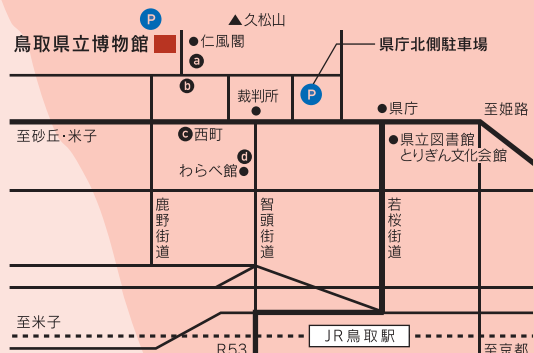 P
▲久松山
鳥取県立博物館
●仁風閣
県庁北側駐車場
a
b
裁判所
P
県庁
至姫路
至砂丘・米子
c西町
県立図書館
とりぎん文化会館
d
わらべ館
鹿野街道
智頭街道
若桜街道
至米子
JR鳥取駅
R53
至京都